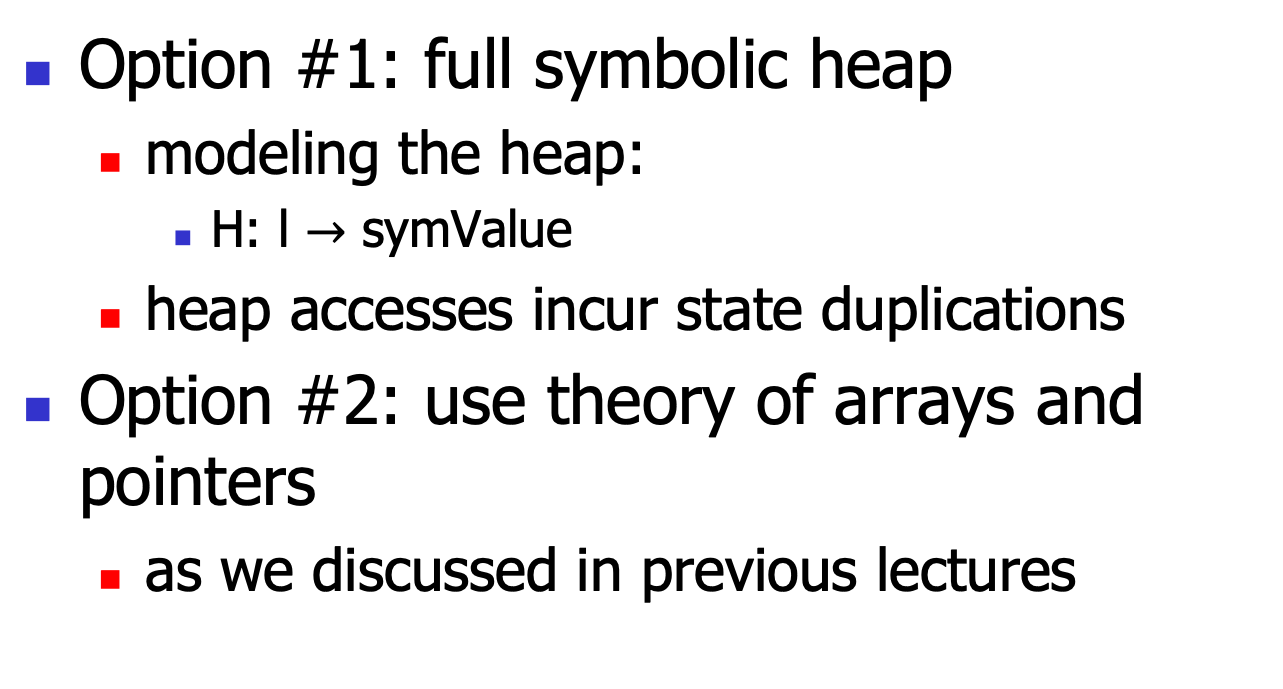 Option #1: full symbolic heap
modeling the heap:
H: l → symValue
heap accesses incur state duplications
Option #2: use theory of arrays and
pointers
as we discussed in previous lectures